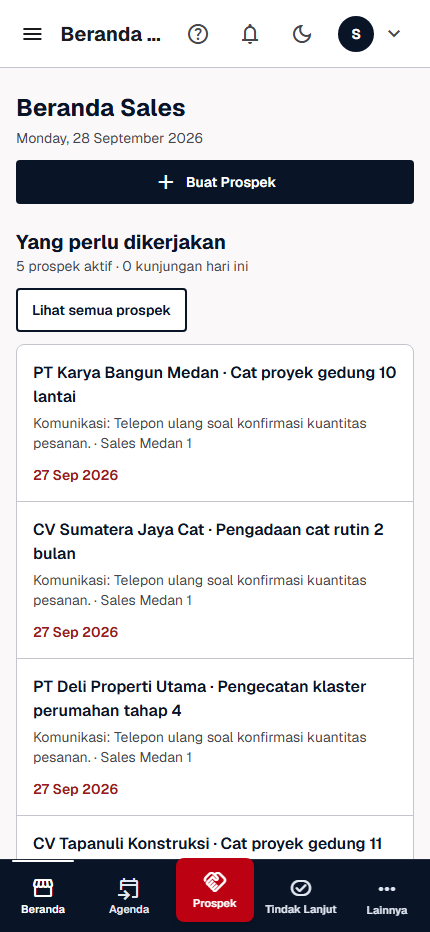 Beranda ...
S
Beranda Sales
Monday, 28 September 2026
Buat Prospek
Yang perlu dikerjakan
5 prospek aktif · 0 kunjungan hari ini
Lihat semua prospek
PT Karya Bangun Medan · Cat proyek gedung 10
lantai
Komunikasi: Telepon ulang soal konfirmasi kuantitas
pesanan. · Sales Medan 1
27 Sep 2026
CV Sumatera Jaya Cat · Pengadaan cat rutin 2
bulan
Komunikasi: Telepon ulang soal konfirmasi kuantitas
pesanan. · Sales Medan 1
27 Sep 2026
PT Deli Properti Utama · Pengecatan klaster
perumahan tahap 4
Komunikasi: Telepon ulang soal konfirmasi kuantitas
pesanan. · Sales Medan 1
27 Sep 2026
CV Tapanuli Konstruksi · Cat proyek gedung 11
Beranda
Agenda
Prospek
Tindak Lanjut
Lainnya